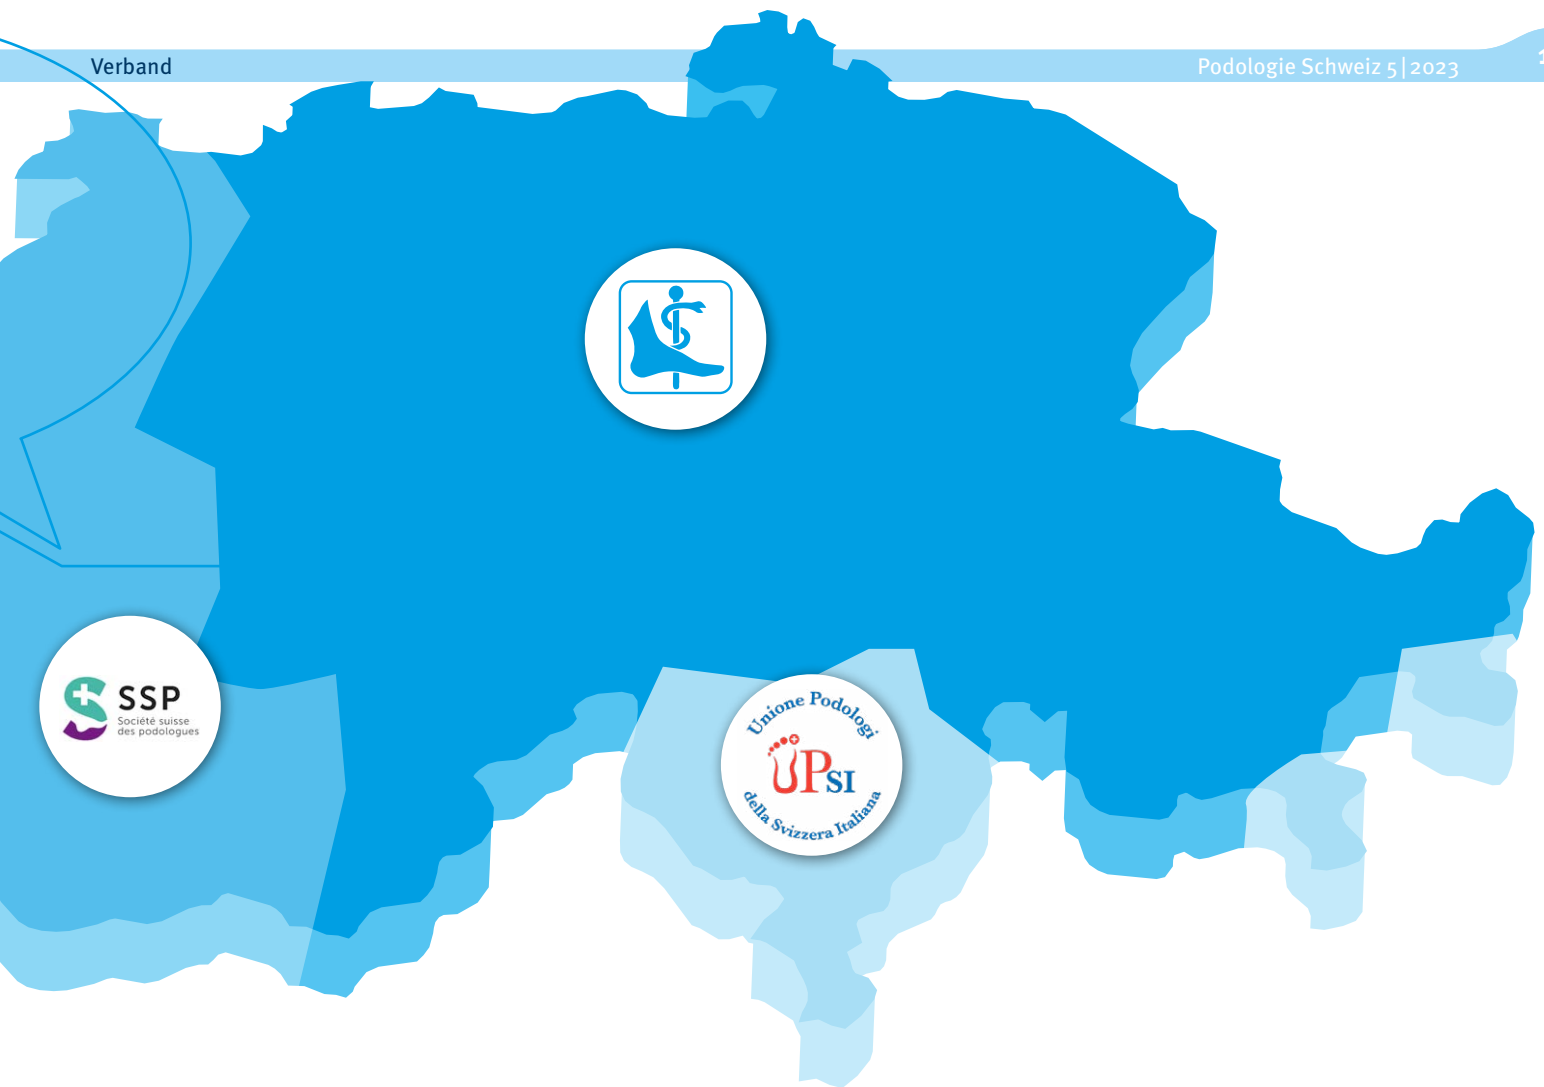 Verband
Podologie Schweiz 5|2023
SSP
Société suisse
des podologues
Unione Podologi
UPSI
della Svizzera Italiana